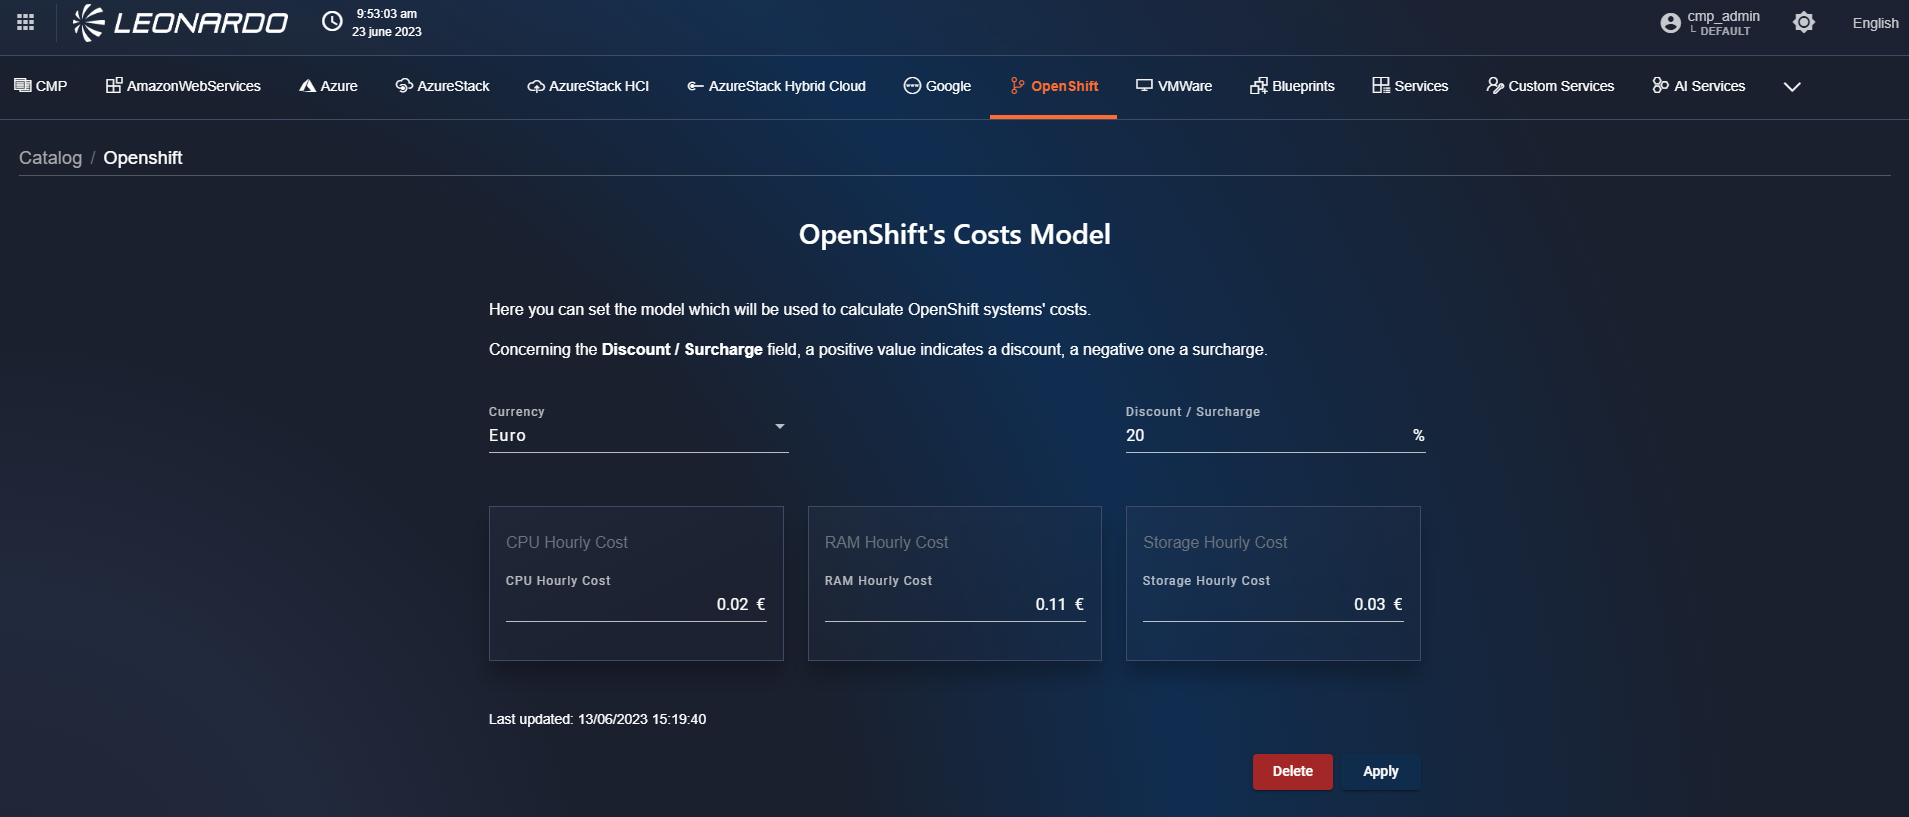 LEONARDO
9:53:03 am
23 june 2023
cmp_admin
└ DEFAULT
English
CMP
AmazonWebServices
Azure
AzureStack
AzureStack HCI
AzureStack Hybrid Cloud
Google
OpenShift
VMWare
Blueprints
Services
Custom Services
AI Services
Catalog / Openshift
OpenShift's Costs Model
Here you can set the model which will be used to calculate OpenShift systems' costs.
Concerning the Discount / Surcharge field, a positive value indicates a discount, a negative one a surcharge.
Currency
Euro
Discount / Surcharge
20 %
CPU Hourly Cost
CPU Hourly Cost
0.02 €
RAM Hourly Cost
RAM Hourly Cost
0.11 €
Storage Hourly Cost
Storage Hourly Cost
0.03 €
Last updated: 13/06/2023 15:19:40
Delete
Apply